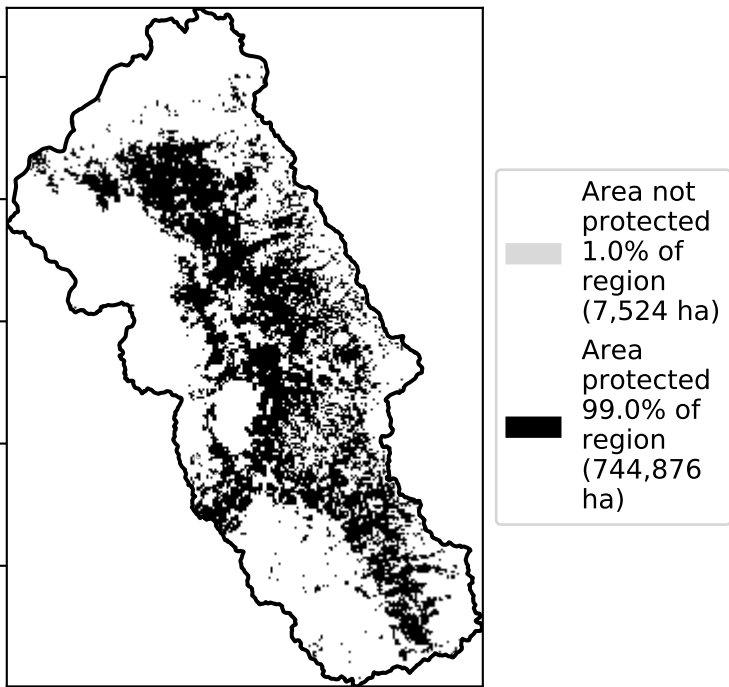 Area not
protected
1.0% of
region
(7,524 ha)
Area
protected
99.0% of
region
(744,876
ha)